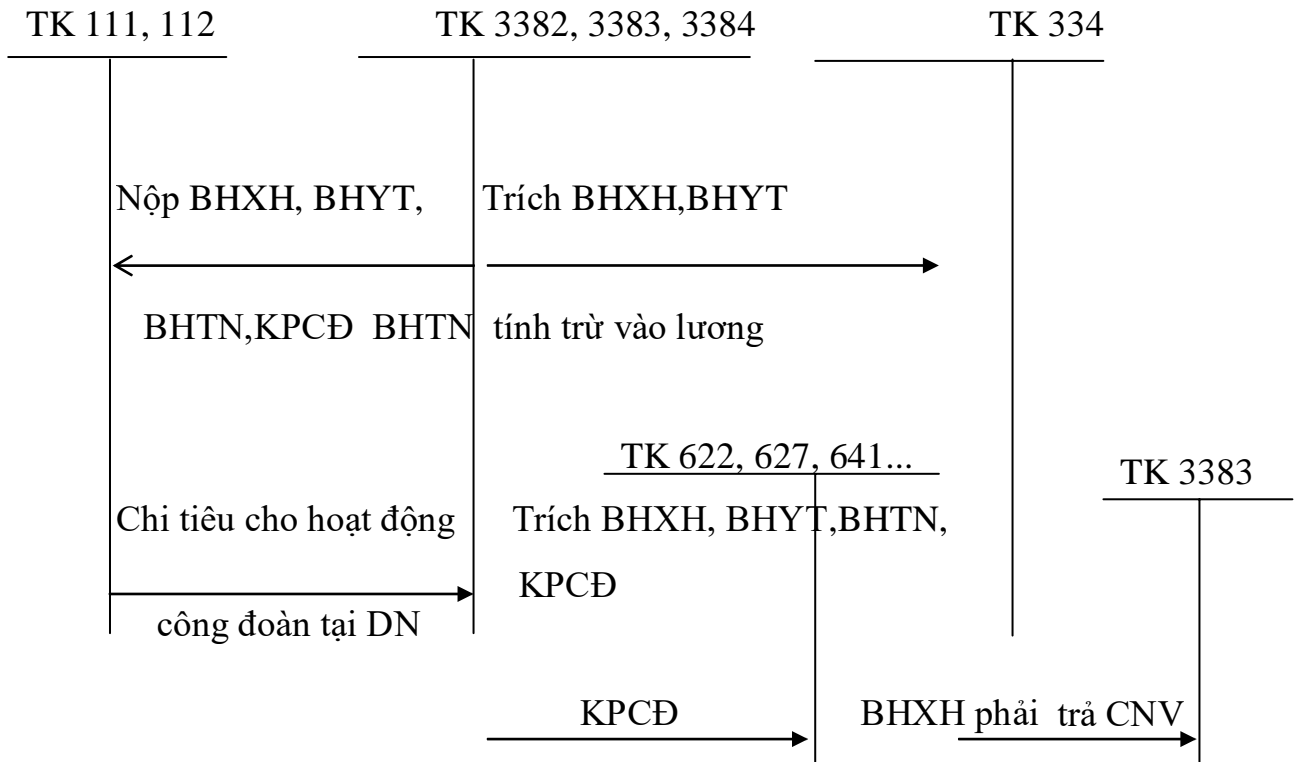 TK 111, 112 TK 3382, 3383, 3384 TK 334
Nộp BHXH, BHYT, Trích BHXH,BHYT
BHTN,KPCĐ BHTN tính trừ vào lương
TK 622, 627, 641...
TK 3383
Chi tiêu cho hoạt động Trích BHXH, BHYT,BHTN,
KPCĐ
công đoàn tại DN
KPCĐ BHXH phải trả CNV